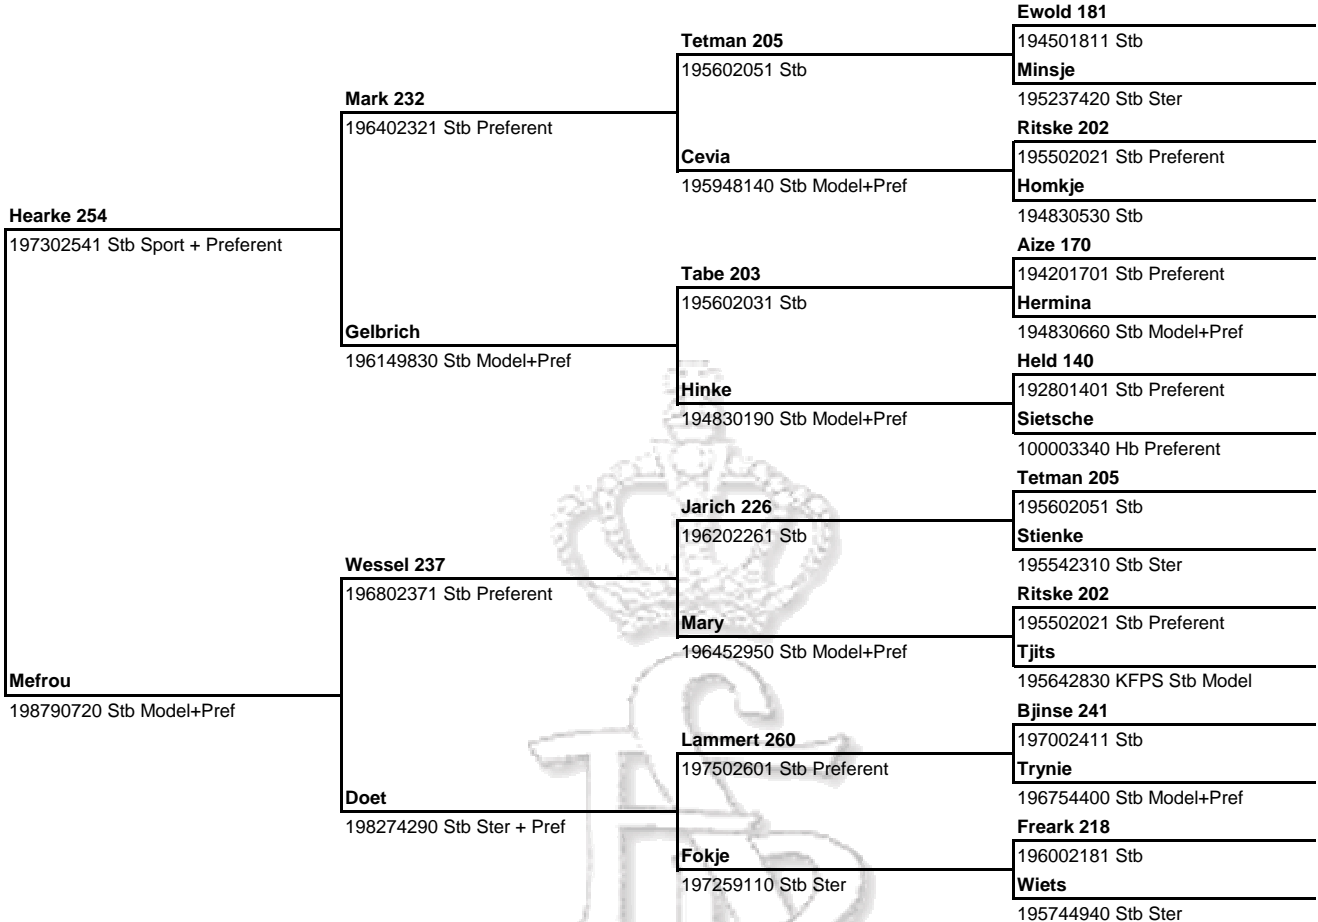 Ewold 181
Tetman 205
194501811 Stb
195602051 Stb
Minsje
Mark 232
195237420 Stb Ster
196402321 Stb Preferent
Ritske 202
Cevia
195502021 Stb Preferent
195948140 Stb Model+Pref
Homkje
Hearke 254
194830530 Stb
197302541 Stb Sport + Preferent
Aize 170
Tabe 203
194201701 Stb Preferent
195602031 Stb
Hermina
Gelbrich
194830660 Stb Model+Pref
196149830 Stb Model+Pref
Held 140
Hinke
192801401 Stb Preferent
194830190 Stb Model+Pref
Sietsche
100003340 Hb Preferent
Tetman 205
Jarich 226
195602051 Stb
196202261 Stb
Stienke
Wessel 237
195542310 Stb Ster
196802371 Stb Preferent
Ritske 202
Mary
195502021 Stb Preferent
196452950 Stb Model+Pref
Tjits
Mefrou
195642830 KFPS Stb Model
198790720 Stb Model+Pref
Bjinse 241
Lammert 260
197002411 Stb
197502601 Stb Preferent
Trynie
Doet
196754400 Stb Model+Pref
198274290 Stb Ster + Pref
Freark 218
Fokje
196002181 Stb
197259110 Stb Ster
Wiets
195744940 Stb Ster